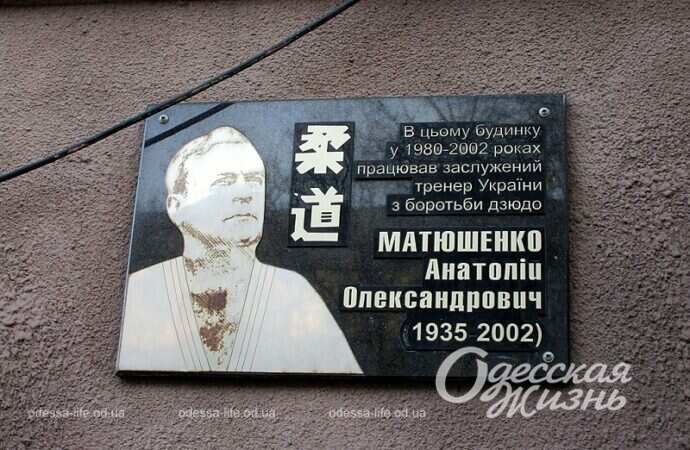 柔道
В цьому будинку
у 1980-2002 роках
працював заслужений
тренер України
з боротьби дзюдо
МАТЮШЕНКО
Анатоліц
Олександрович
(1935 2002)
Одесская
Жизнь
odessa-life.od.ua
odessa-life.od.ua
odessa-life.od.ua
odessa-life.od.ua